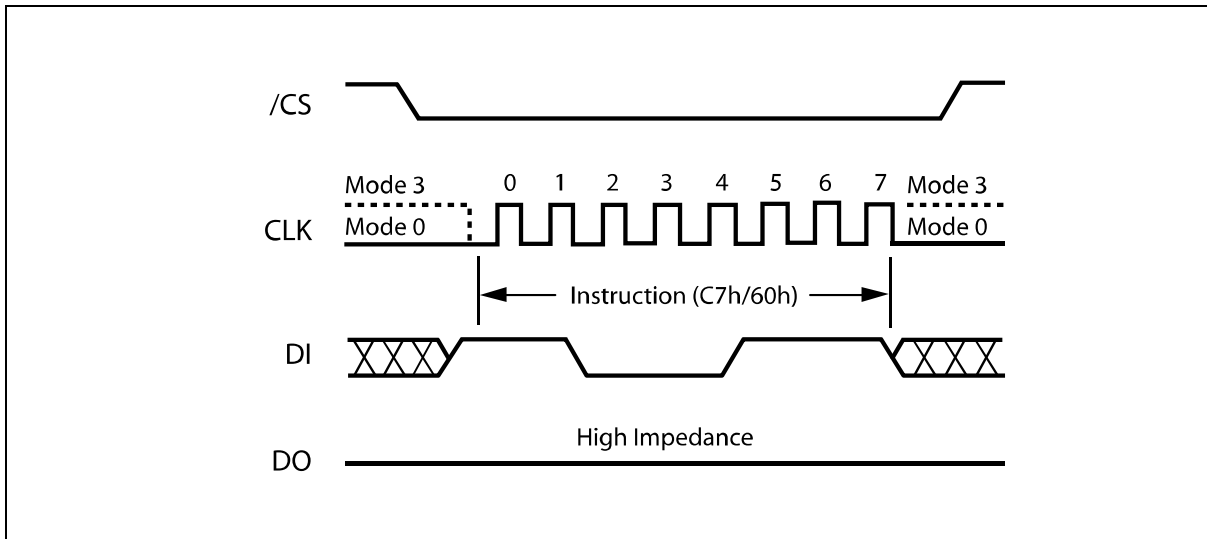 /CS
Mode 3 0 1 2 3 4 5 6 7 Mode 3
CLK Mode 0 Mode 0
Instruction (C7h/60h)
DI
High Impedance
DO